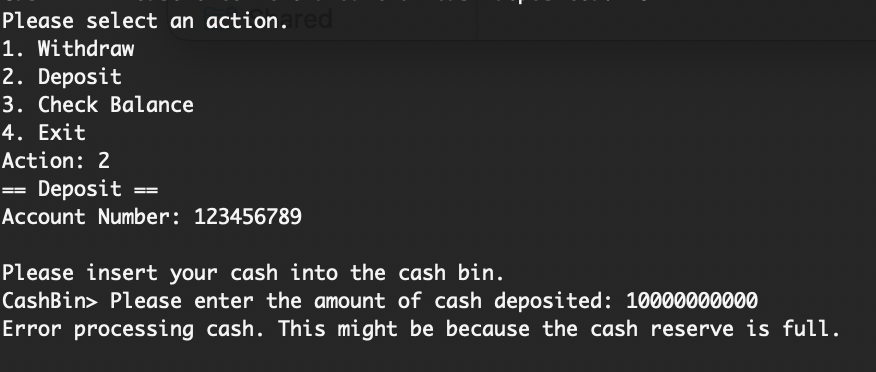 Please select an action.
Shared
1. Withdraw
2. Deposit
3. Check Balance
4. Exit
Action: 2
== Deposit ==
Account Number: 123456789
Please insert your cash into the cash bin.
CashBin> Please enter the amount of cash deposited: 10000000000
Error processing cash. This might be because the cash reserve is full.